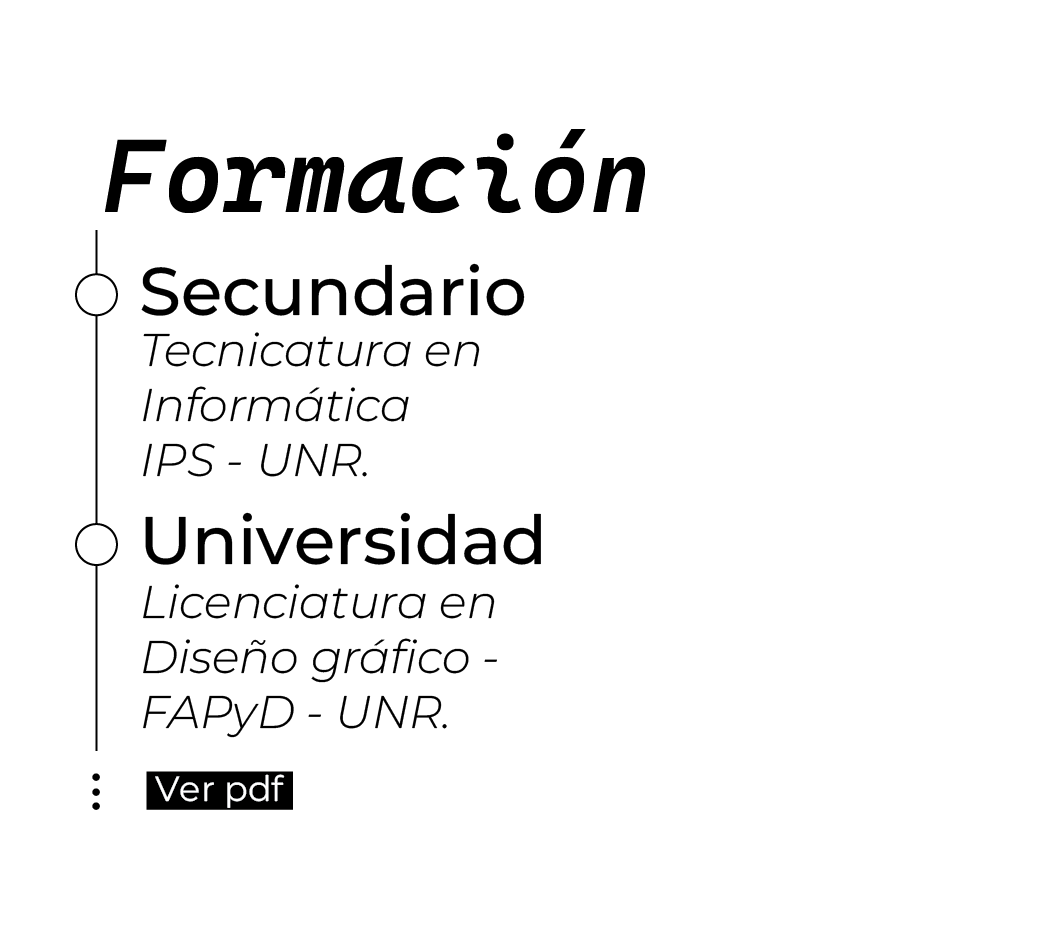 Formación
Secundario
Tecnicatura en
Informática
IPS - UNR.
Universidad
Licenciatura en
Diseño gráfico -
FAPyD - UNR.
Ver pdf